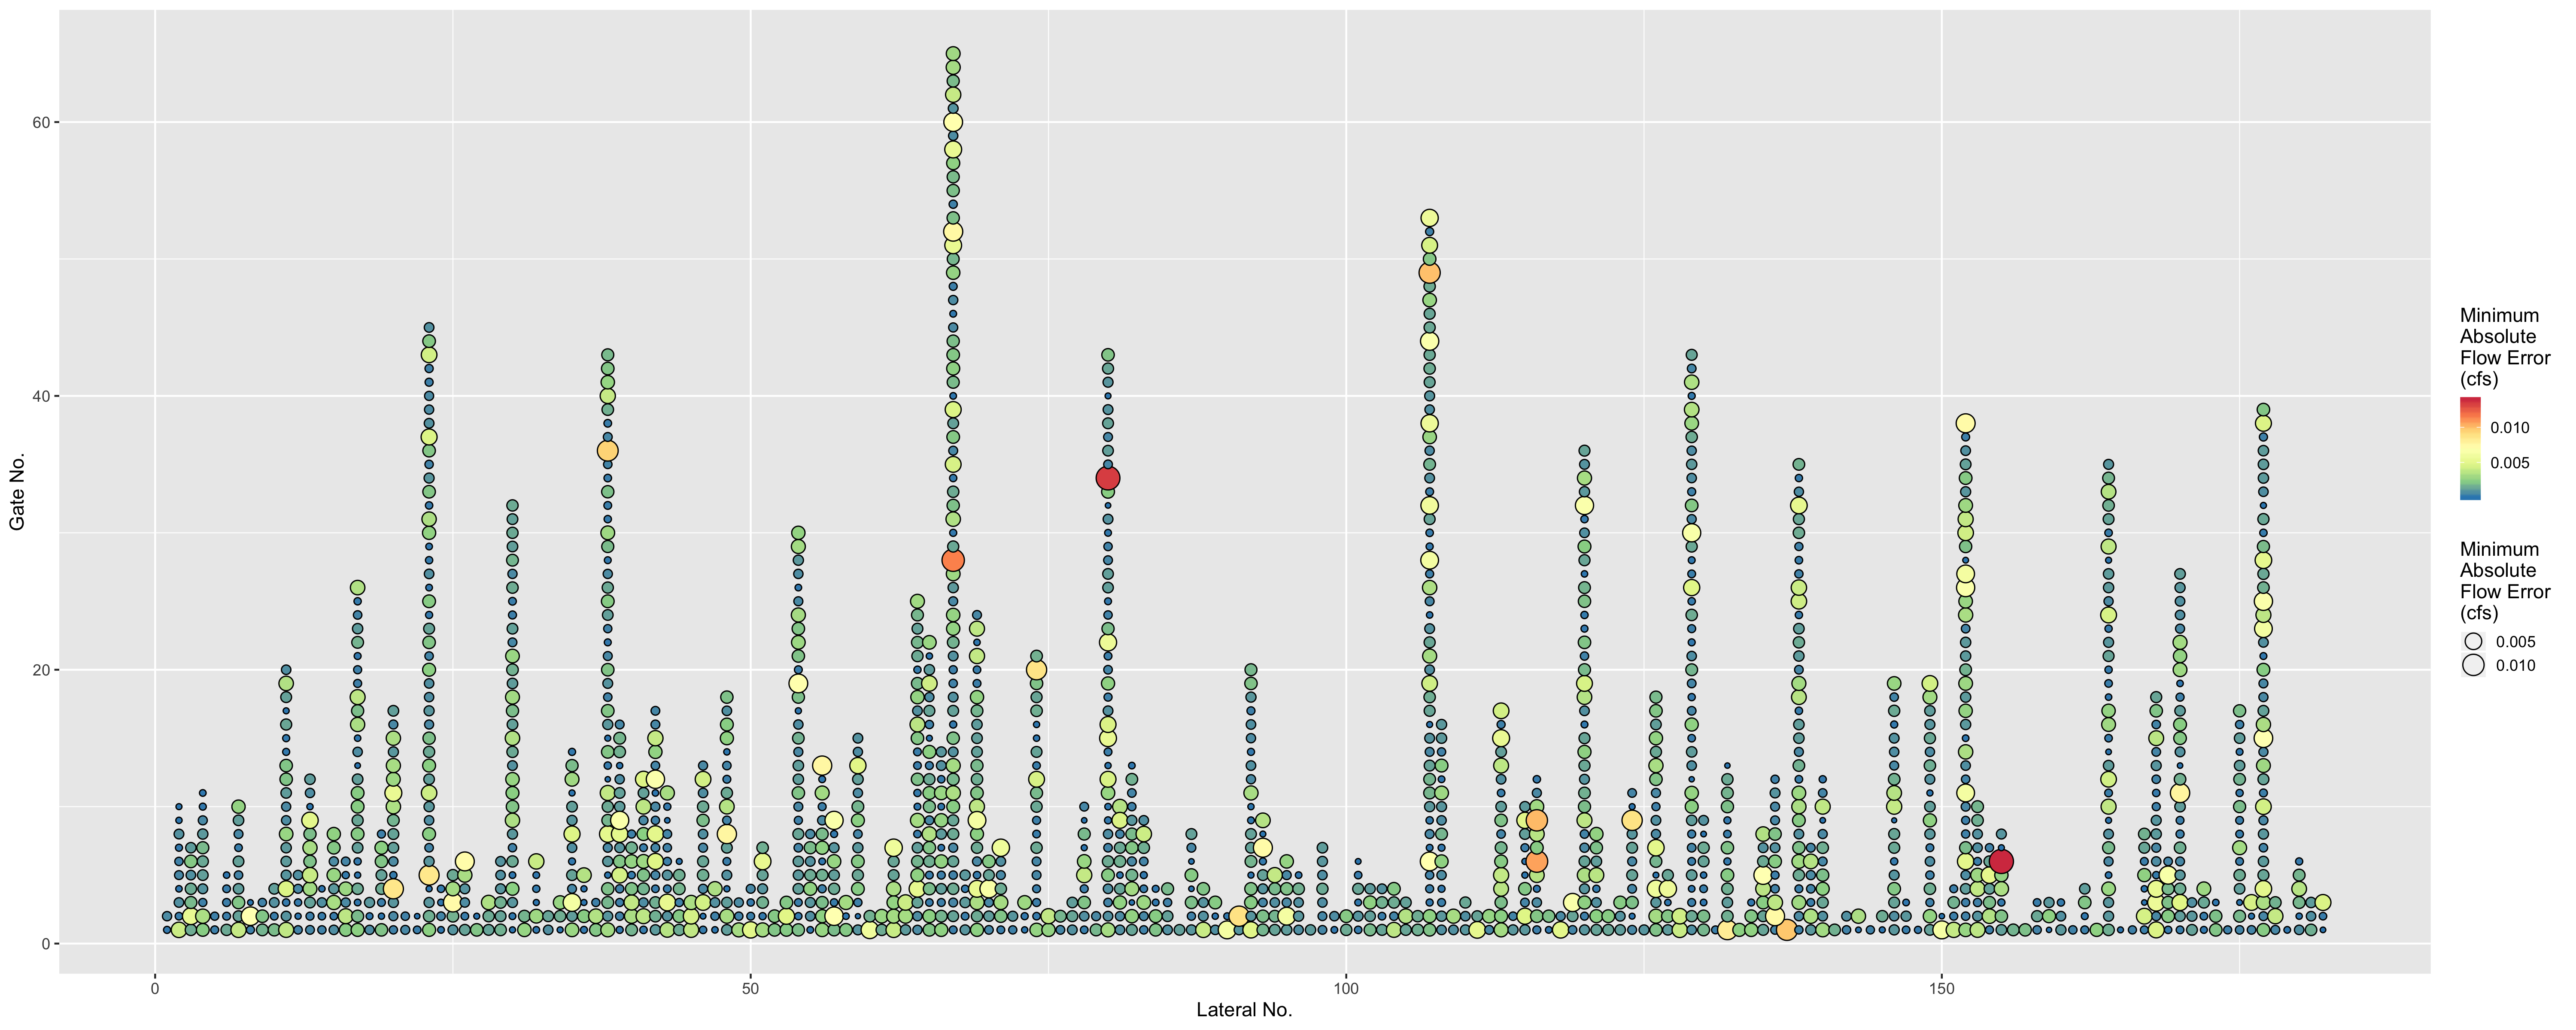 60
40
20
0
Gate No.
0
50
100
150
Lateral No.
Minimum
Absolute
Flow Error
(cfs)
0.010
0.005
Minimum
Absolute
Flow Error
(cfs)
0.005
0.010